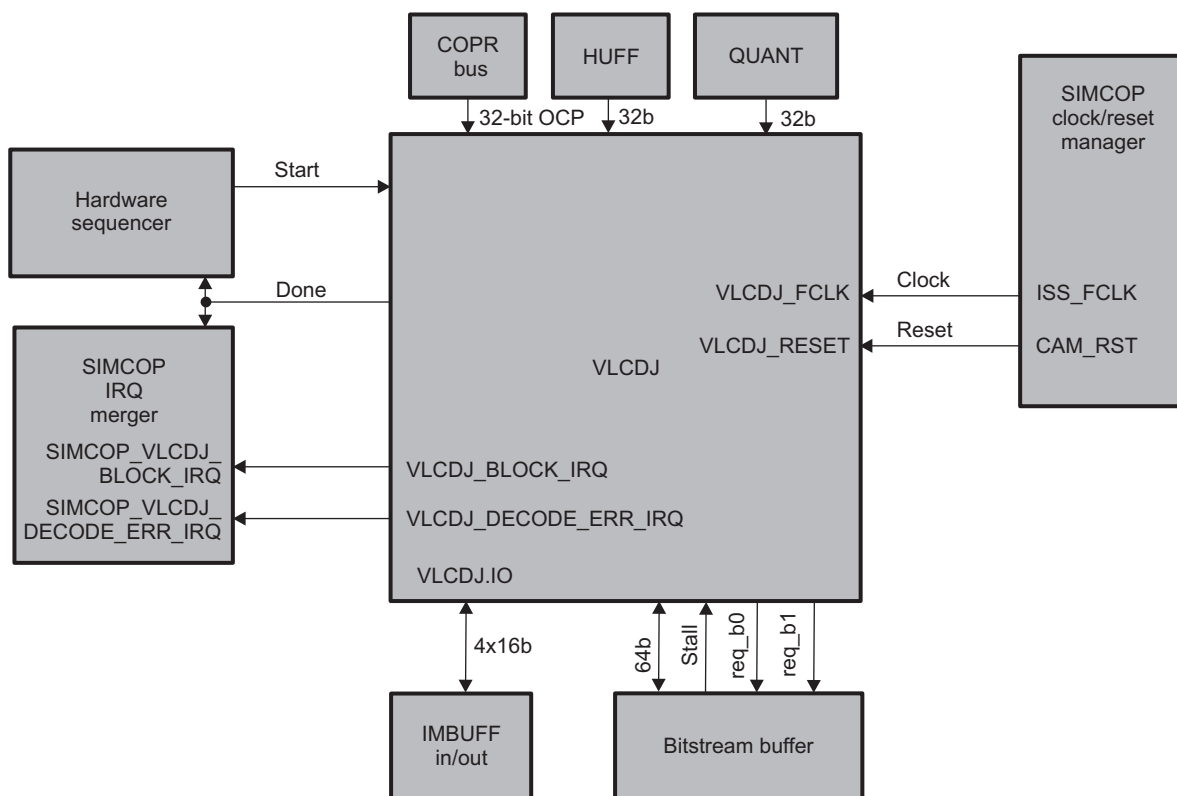 COPR
bus
HUFF
QUANT
SIMCOP
clock/reset
manager
32-bit OCP
32b
32b
Hardware
sequencer
Start
Done
VLCDJ_FCLK
Clock
ISS_FCLK
VLCDJ_RESET
Reset
CAM_RST
VLCDJ
SIMCOP
IRQ
merger
SIMCOP_VLCDJ_
BLOCK_IRQ
VLCDJ_BLOCK_IRQ
SIMCOP_VLCDJ_
DECODE_ERR_IRQ
VLCDJ_DECODE_ERR_IRQ
VLCDJ.IO
4x16b
64b
Stall
req_b0
req_b1
IMBUFF
in/out
Bitstream buffer